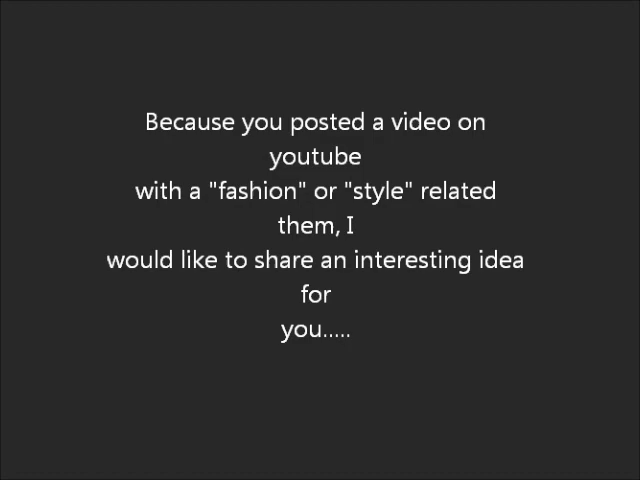 Because you posted a video on
youtube
with a "fashion" or "style" related
them, I
would like to share an interesting idea
for
you.....